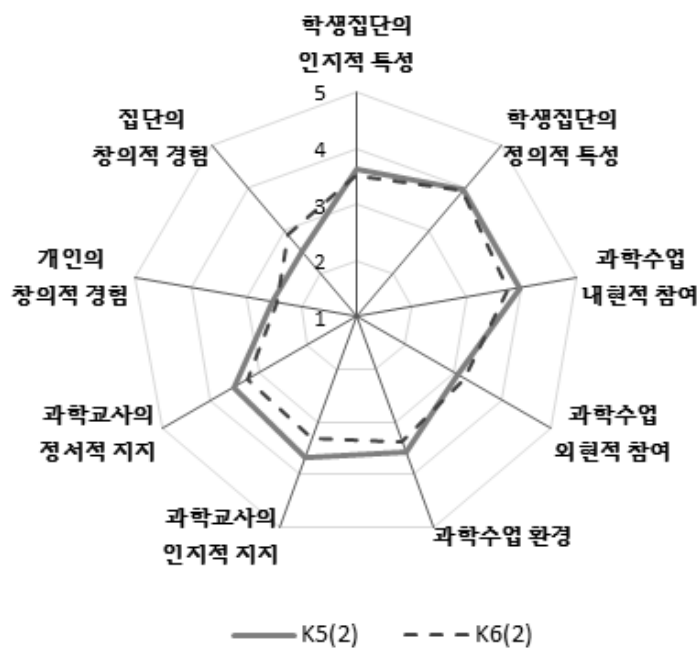 학생집단의
인지적 특성
학생집단의
정의적 특성
과학수업
내현적 참여
과학수업
외현적 참여
과학수업 환경
과학교사의
인지적 지지
과학교사의
정서적 지지
개인의
창의적 경험
집단의
창의적 경험
5
4
3
2
1
K5(2) K6(2)